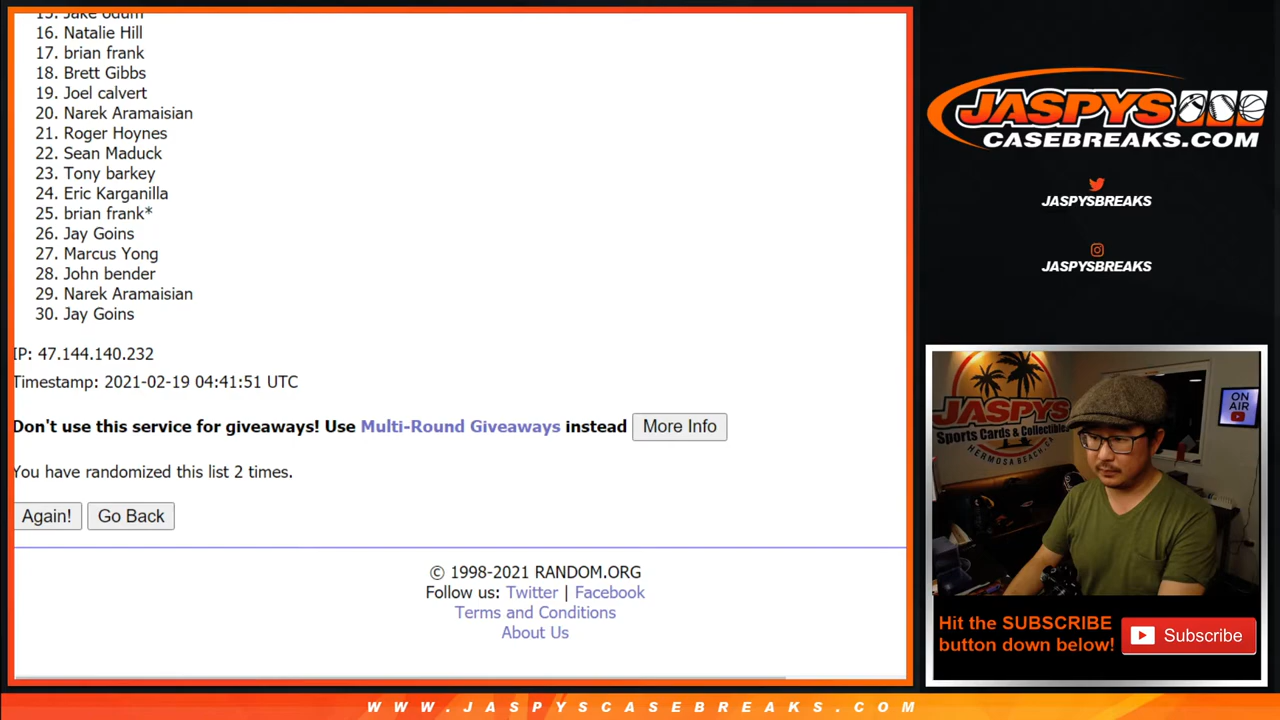 15. Jake odum
16. Natalie Hill
17. brian frank
18. Brett Gibbs
19. Joel calvert
20. Narek Aramaisian
21. Roger Hoynes
22. Sean Maduck
23. Tony barkey
24. Eric Karganilla
25. brian frank*
26. Jay Goins
27. Marcus Yong
28. John bender
29. Narek Aramaisian
30. Jay Goins
IP: 47.144.140.232
Timestamp: 2021-02-19 04:41:51 UTC
Don't use this service for giveaways! Use Multi-Round Giveaways instead More Info
You have randomized this list 2 times.
Again! Go Back
© 1998-2021 RANDOM.ORG
Follow us: Twitter | Facebook
Terms and Conditions
About Us
JASPYS
CASEBREAKS.COM
JASPYSBREAKS
JASPYSBREAKS
JASPYS
Sports Cards & Collectibles
HERMOSA BEACH, CA
ON
AIR
Hit the SUBSCRIBE
button down below!
Subscribe
WWW.JASPYSCASEBREAKS.COM